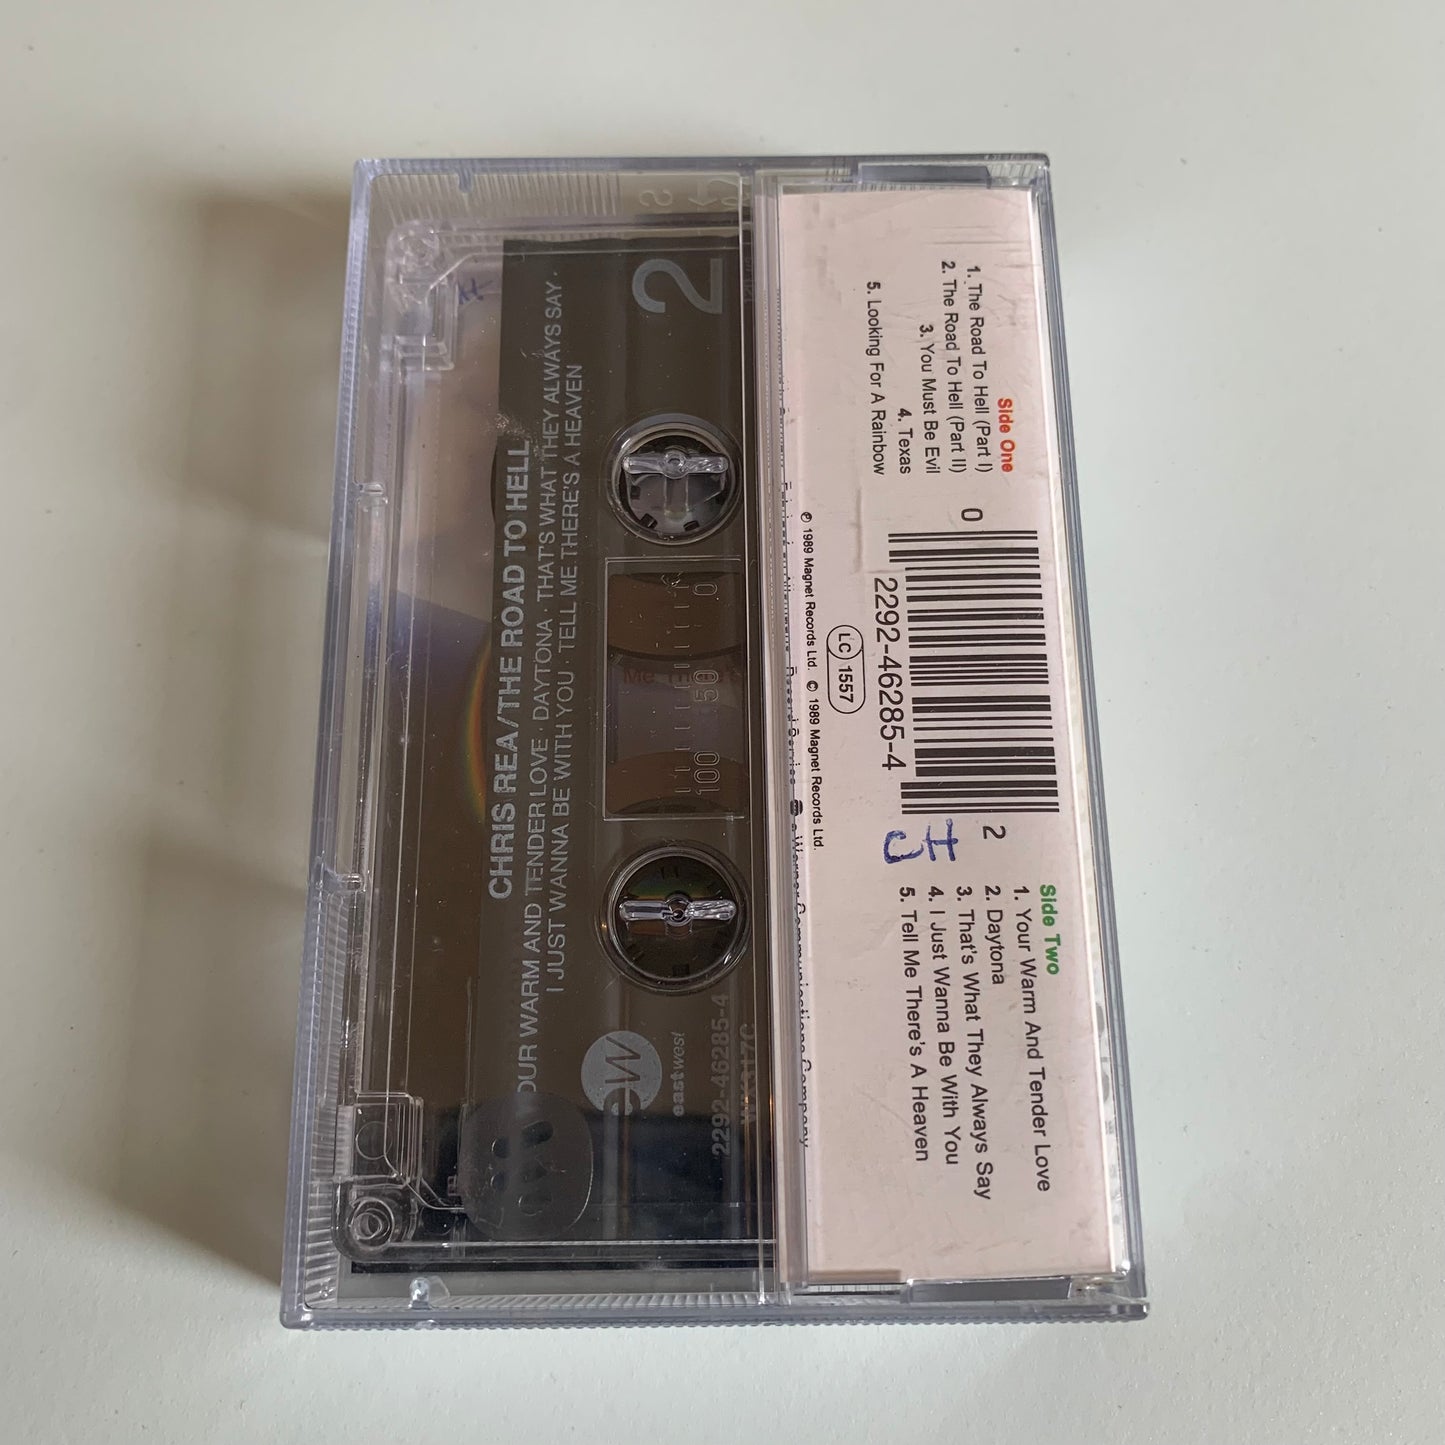 Side One
1. The Road To Hell (Part I)
2. The Road To Hell (Part II)
3. You Must Be Evil
4. Texas
5. Looking For A Rainbow
0
2292-46285-4
2
LC 1557
℗ 1989 Magnet Records Ltd. © 1989 Magnet Records Ltd.
Side Two
1. Your Warm And Tender Love
2. Daytona
3. That's What They Always Say
4. I Just Wanna Be With You
5. Tell Me There's A Heaven
2
CHRIS REA/THE ROAD TO HELL
OUR WARM AND TENDER LOVE · DAYTONA · THAT'S WHAT THEY ALWAYS SAY ·
I JUST WANNA BE WITH YOU · TELL ME THERE'S A HEAVEN
100 50 0
ew
eastwest
2292-46285-4
WX317C